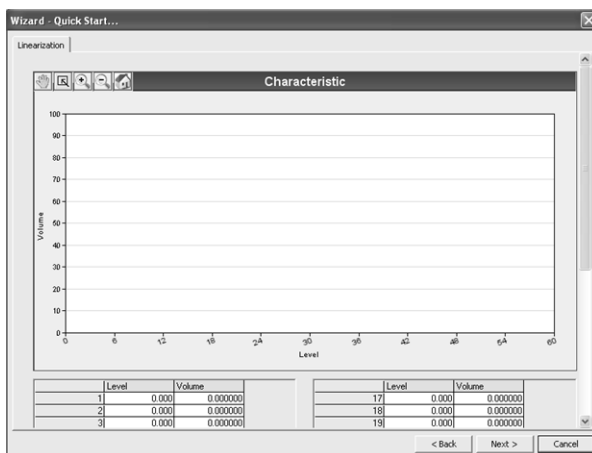 Wizard - Quick Start...
Linearization
Characteristic
100
90
80
70
60
50
40
30
20
10
0
Volume
0 6 12 18 24 30 36 42 48 54 60
Level
Level Volume Level Volume
1 0.000 0.000000 17 0.000 0.000000
2 0.000 0.000000 18 0.000 0.000000
3 0.000 0.000000 19 0.000 0.000000
< Back Next > Cancel